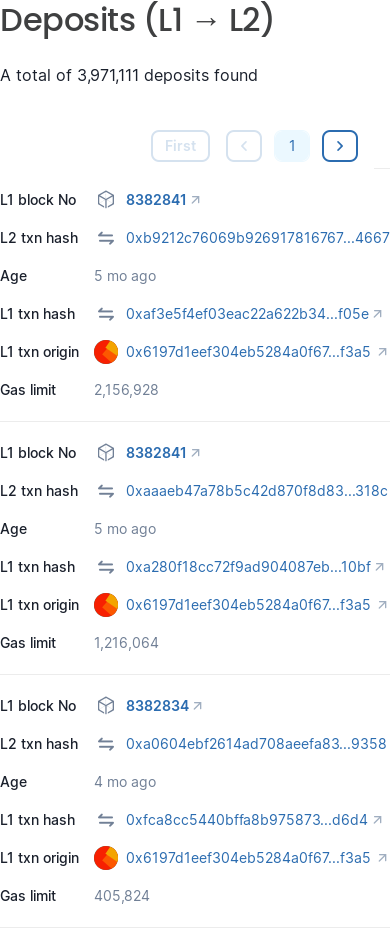 Deposits (L1 → L2)
A total of 3,971,111 deposits found
First 1
L1 block No 8382841
L2 txn hash 0xb9212c76069b926917816767...4667
Age 5 mo ago
L1 txn hash 0xaf3e5f4ef03eac22a622b34...f05e
L1 txn origin 0x6197d1eef304eb5284a0f67...f3a5
Gas limit 2,156,928
L1 block No 8382841
L2 txn hash 0xaaaeb47a78b5c42d870f8d83...318c
Age 5 mo ago
L1 txn hash 0xa280f18cc72f9ad904087eb...10bf
L1 txn origin 0x6197d1eef304eb5284a0f67...f3a5
Gas limit 1,216,064
L1 block No 8382834
L2 txn hash 0xa0604ebf2614ad708aeefa83...9358
Age 4 mo ago
L1 txn hash 0xfca8cc5440bffa8b975873...d6d4
L1 txn origin 0x6197d1eef304eb5284a0f67...f3a5
Gas limit 405,824